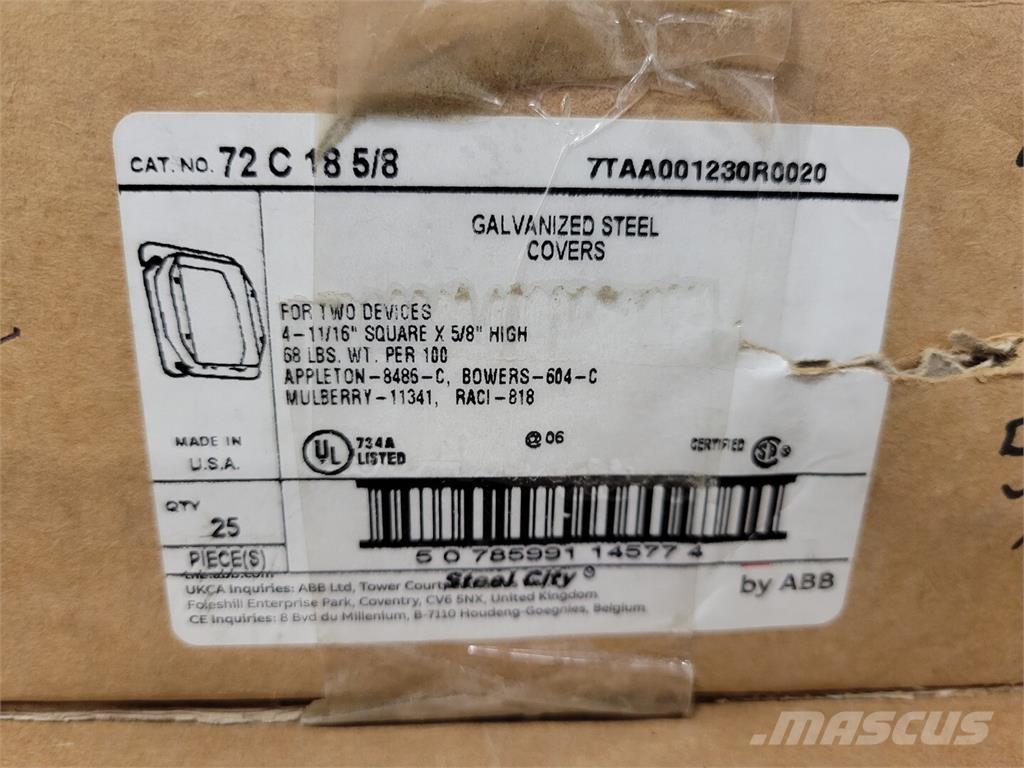 CAT. NO. 72 C 18 5/8 7TAA001230R0020
GALVANIZED STEEL
COVERS
FOR TWO DEVICES
4-11/16" SQUARE X 5/8" HIGH
68 LBS. WT. PER 100
APPLETON-8486-C, BOWERS-604-C
MULBERRY-11341, RACI-818
MADE IN
U.S.A.
UL 734A
LISTED
@ 06
CERTIFIED SP ®
QTY
25
PIECE(S)
5 0 785991 14577 4
Steel City ®
by ABB
UKCA Inquiries: ABB Ltd, Tower Court,
Foleshill Enterprise Park, Coventry, CV6 5NX, United Kingdom
CE Inquiries: 8 Bvd du Millenium, B-7110 Houdeng-Goegnies, Belgium
MASCUS